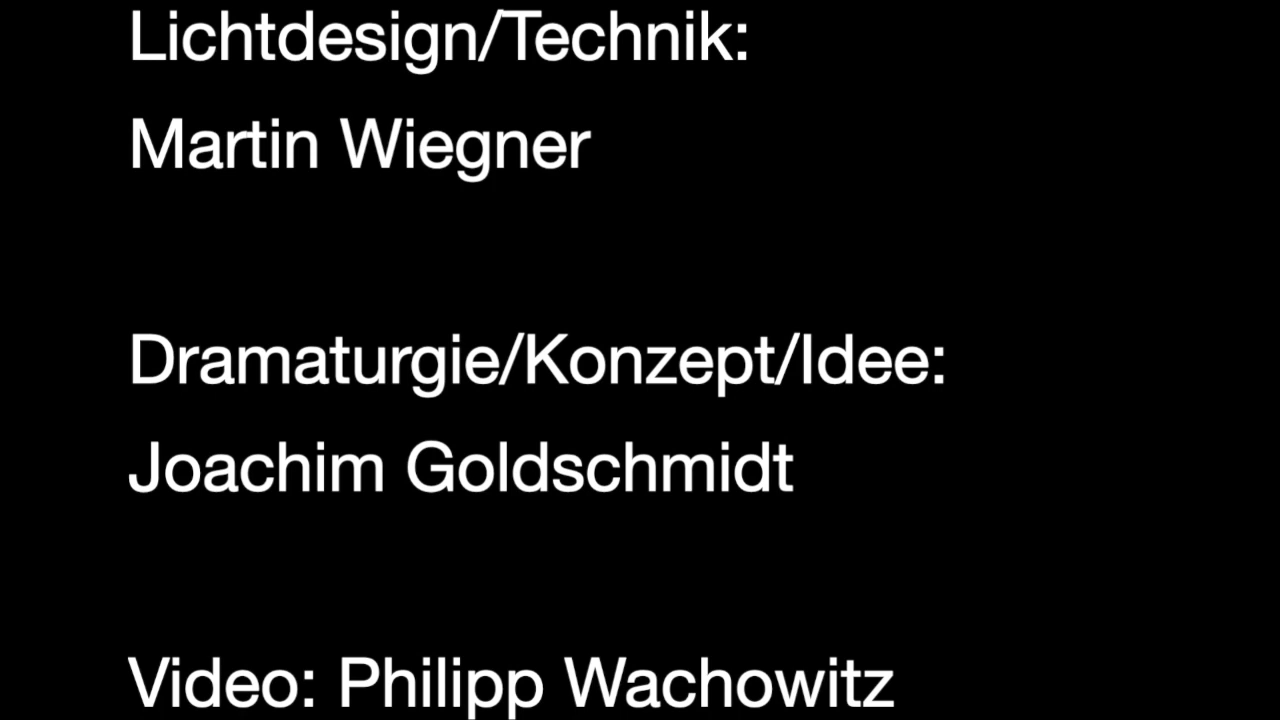 Lichtdesign/Technik:
Martin Wiegner
Dramaturgie/Konzept/Idee:
Joachim Goldschmidt
Video: Philipp Wachowitz